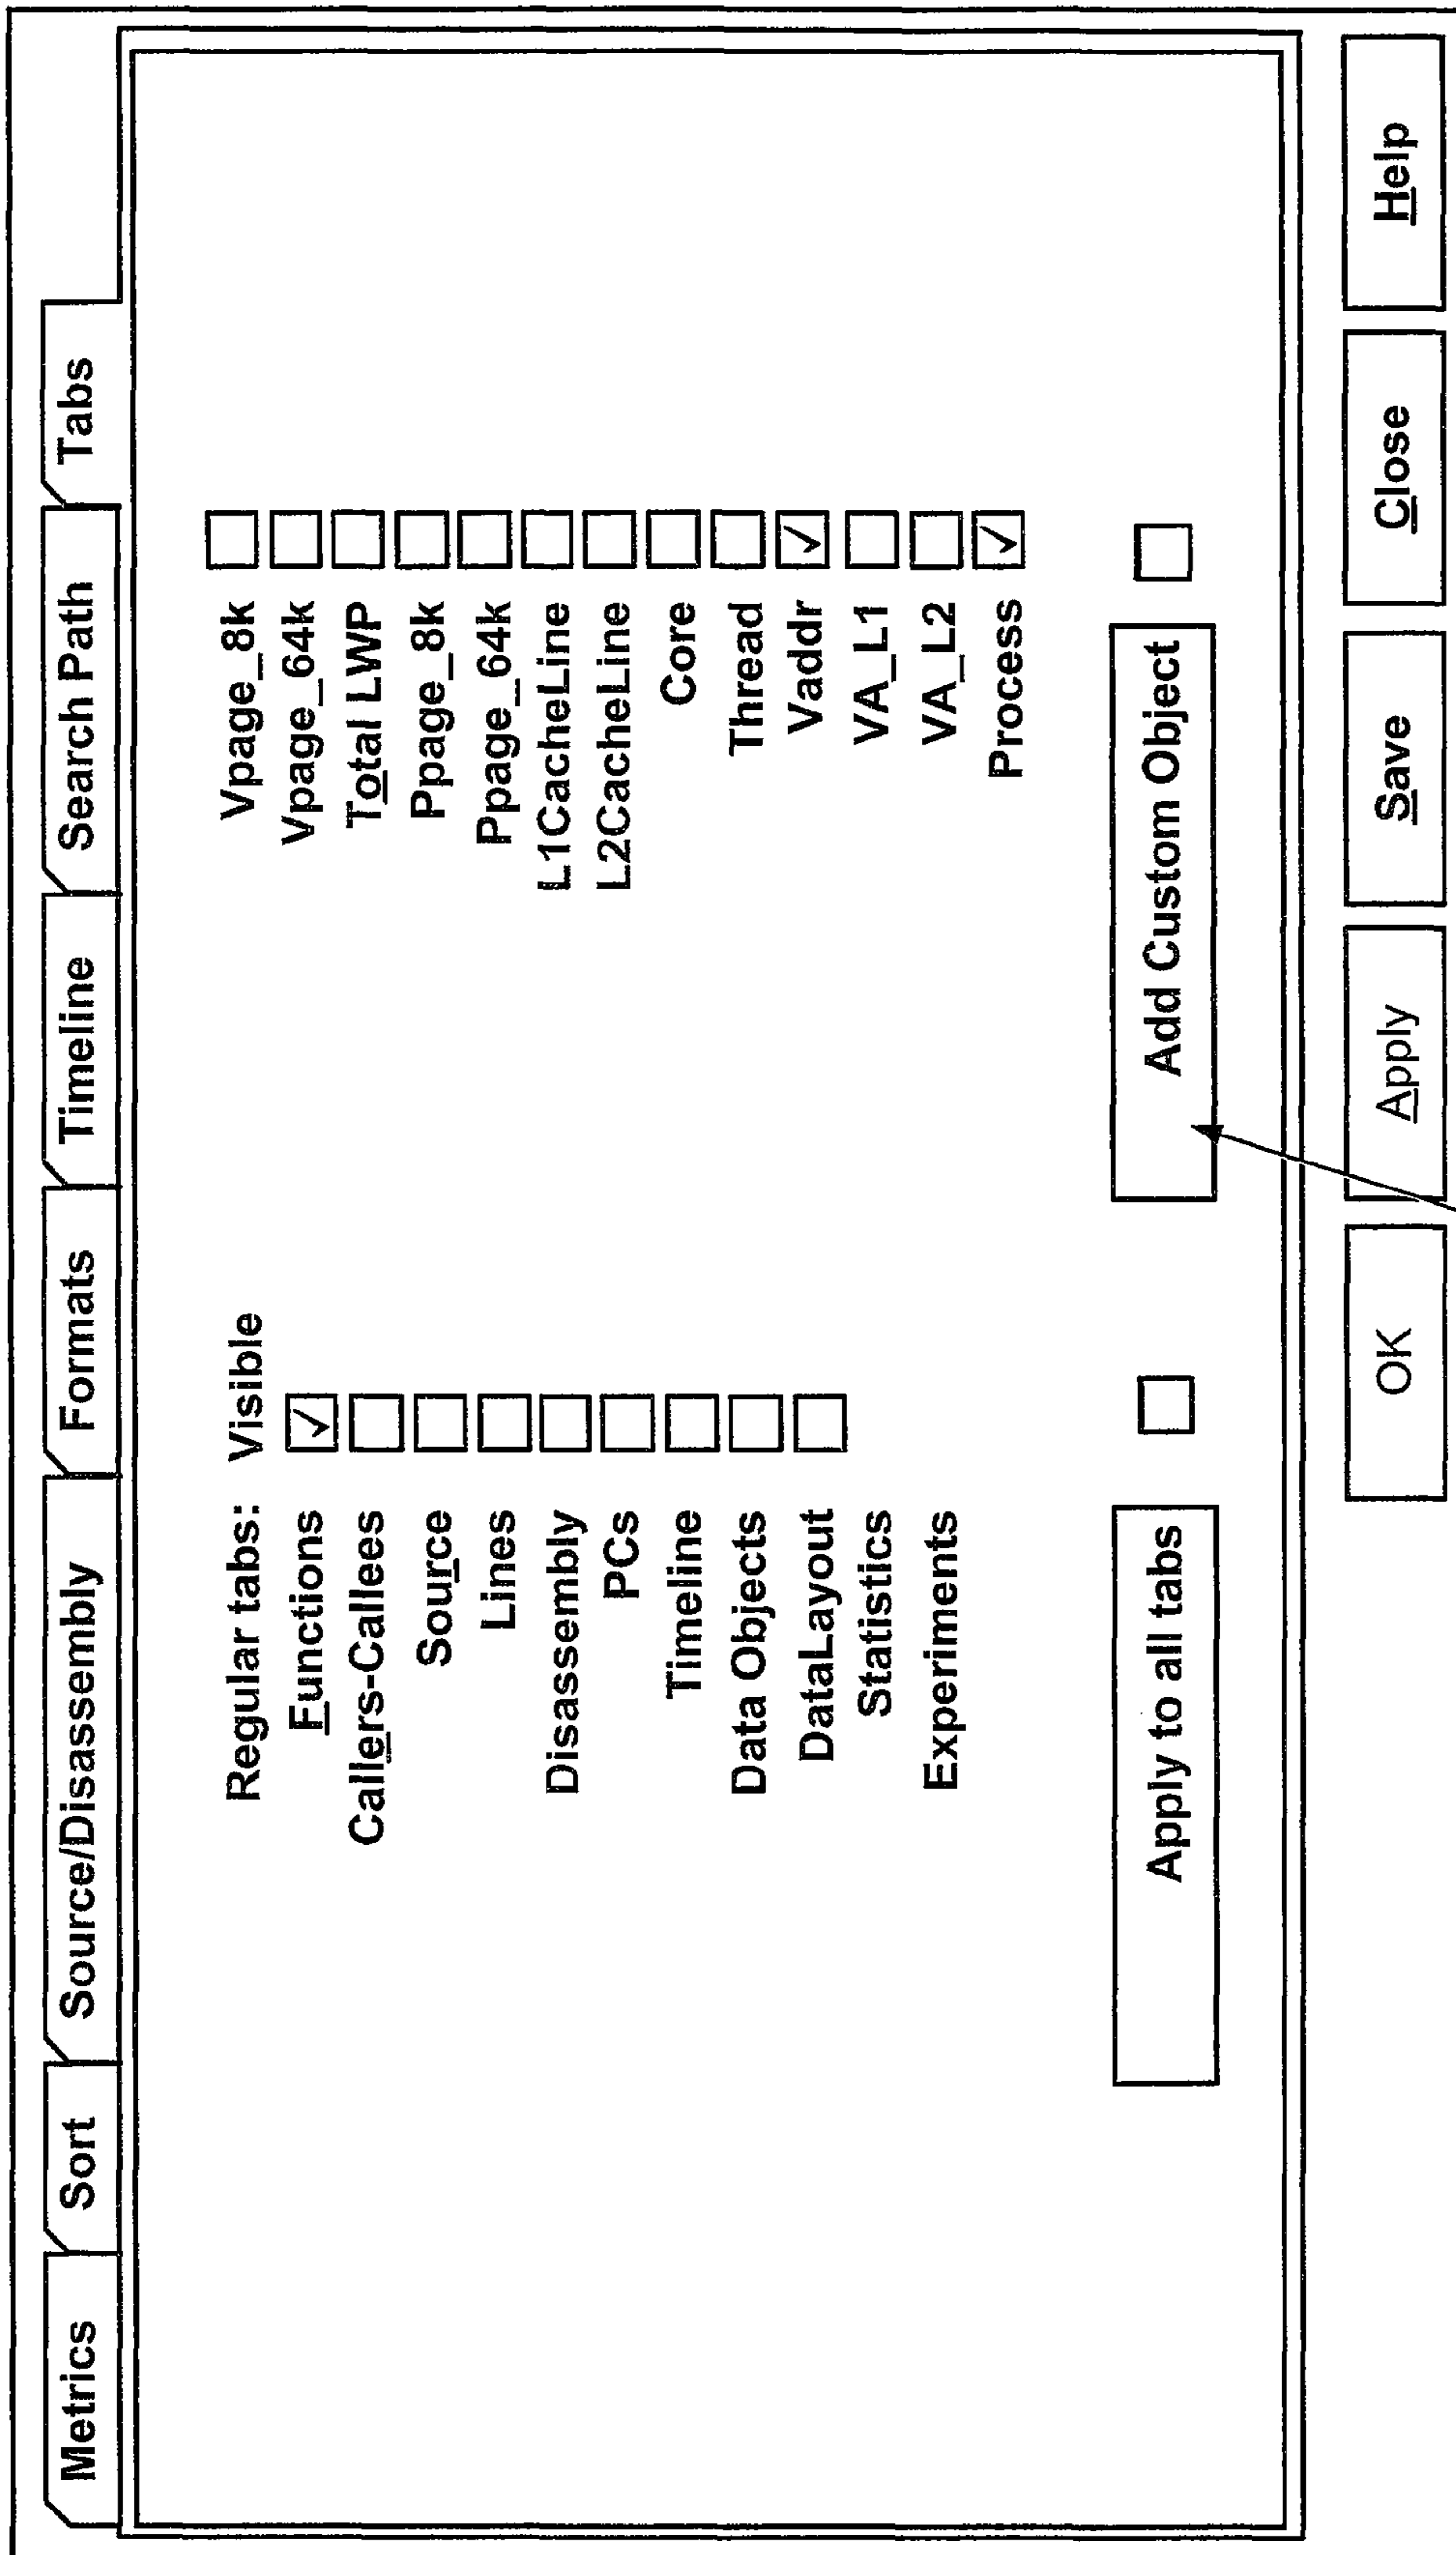 Metrics
Sort
Source/Disassembly
Formats
Timeline
Search Path
Tabs
Regular tabs: Visible
Functions
Callers-Callees
Source
Lines
Disassembly
PCs
Timeline
Data Objects
DataLayout
Statistics
Experiments
Vpage_8k
Vpage_64k
Total LWP
Ppage_8k
Ppage_64k
L1CacheLine
L2CacheLine
Core
Thread
Vaddr
VA_L1
VA_L2
Process
Apply to all tabs
Add Custom Object
OK
Apply
Save
Close
Help